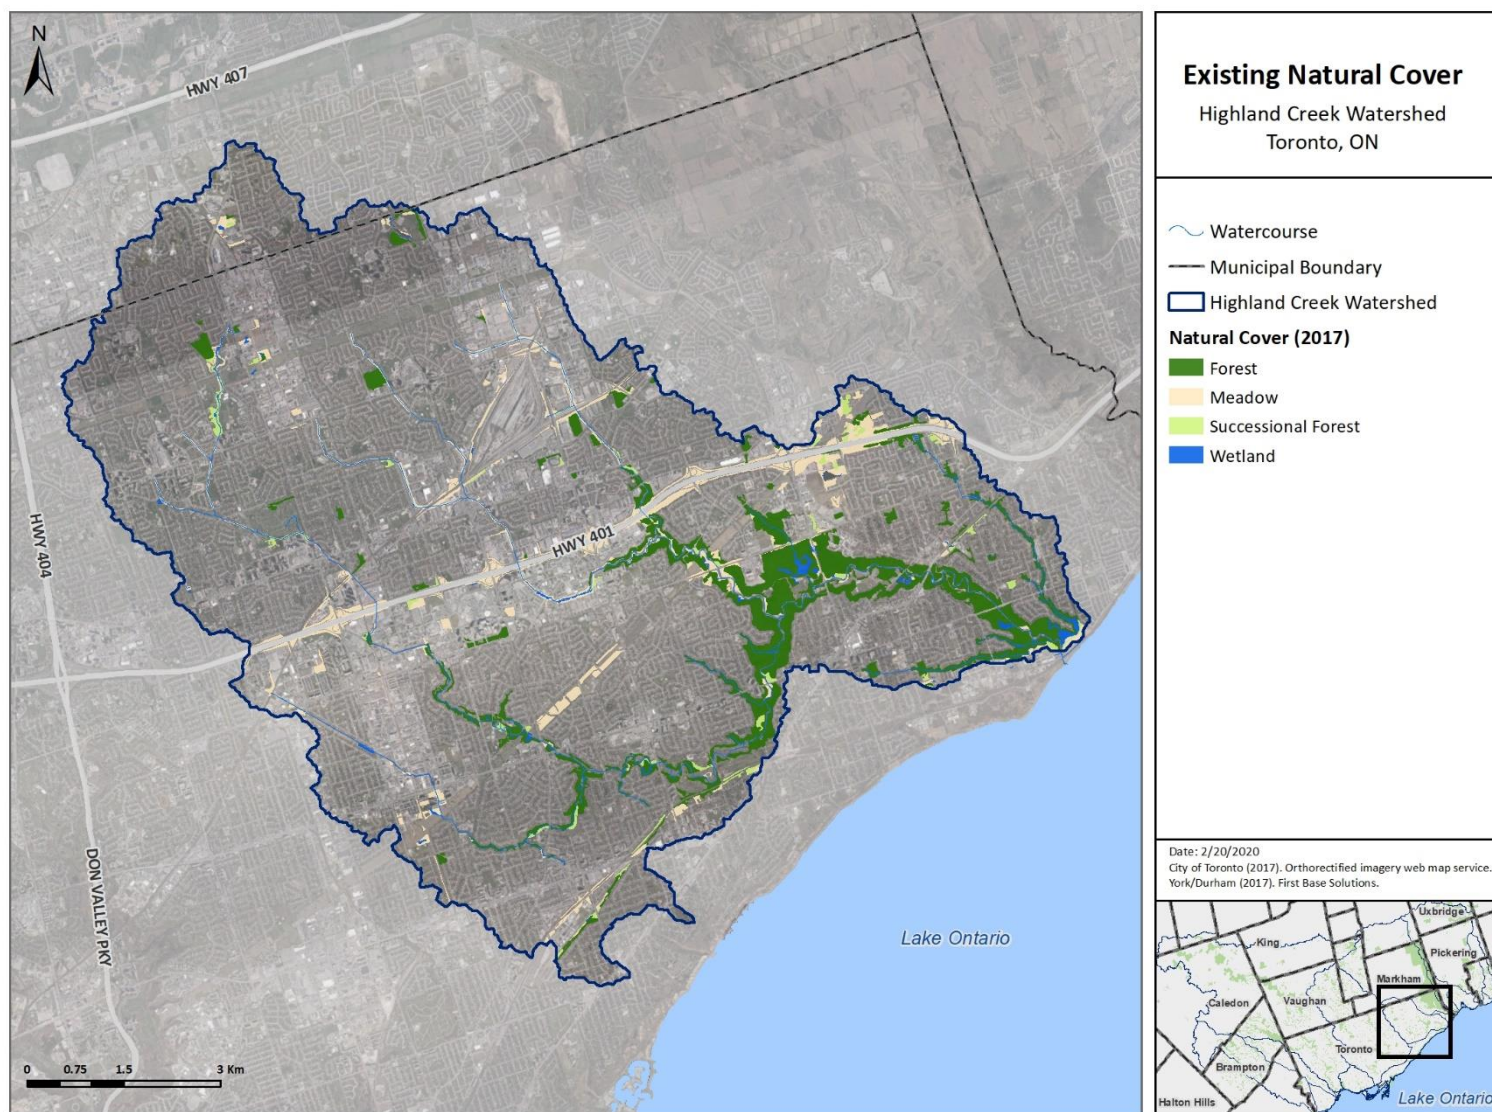 N
HWY 407
HWY 401
HWY 404
DON VALLEY PKY
Lake Ontario
0 0.75 1.5 3 Km
Existing Natural Cover
Highland Creek Watershed
Toronto, ON
Watercourse
Municipal Boundary
Highland Creek Watershed
Natural Cover (2017)
Forest
Meadow
Successional Forest
Wetland
Date: 2/20/2020
City of Toronto (2017). Orthorectified imagery web map service.
York/Durham (2017). First Base Solutions.
Uxbridge
King
Pickering
Markham
Caledon
Vaughan
Toronto
Brampton
Halton Hills
Lake Ontario